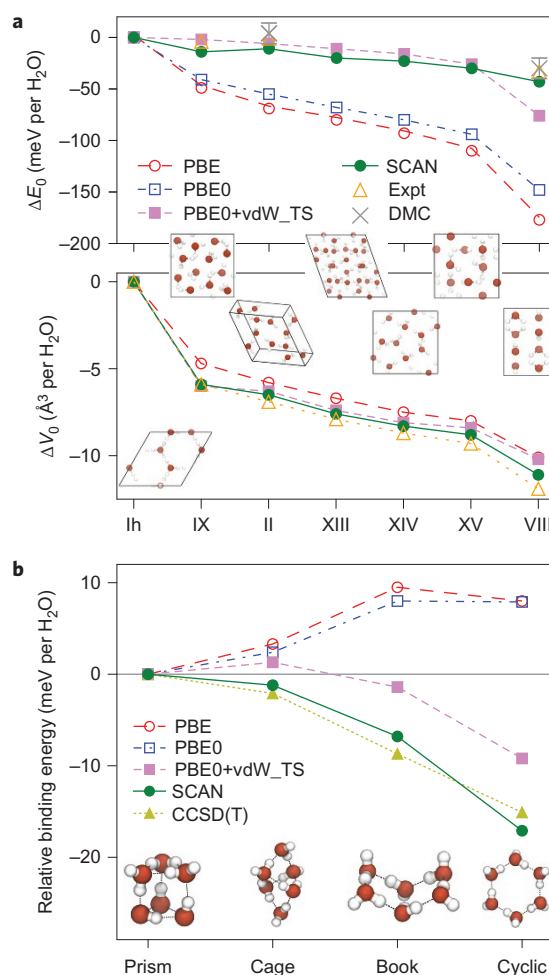 a
0
−50
−100
−150
−200
ΔE0 (meV per H2O)
PBE
PBE0
PBE0+vdW_TS
SCAN
Expt
DMC
0
−5
−10
ΔV0 (Å3 per H2O)
Ih
IX
II
XIII
XIV
XV
VIII
b
10
0
−10
−20
Relative binding energy (meV per H2O)
PBE
PBE0
PBE0+vdW_TS
SCAN
CCSD(T)
Prism
Cage
Book
Cyclic